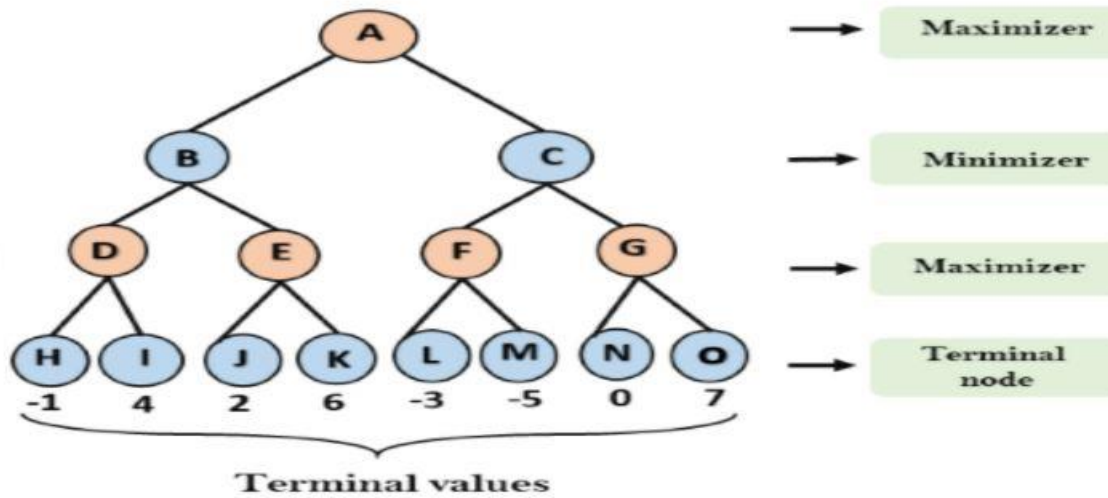 A
Maximizer
B
C
Minimizer
D
E
F
G
Maximizer
H
I
J
K
L
M
N
O
Terminal
node
-1
4
2
6
-3
-5
0
7
Terminal values